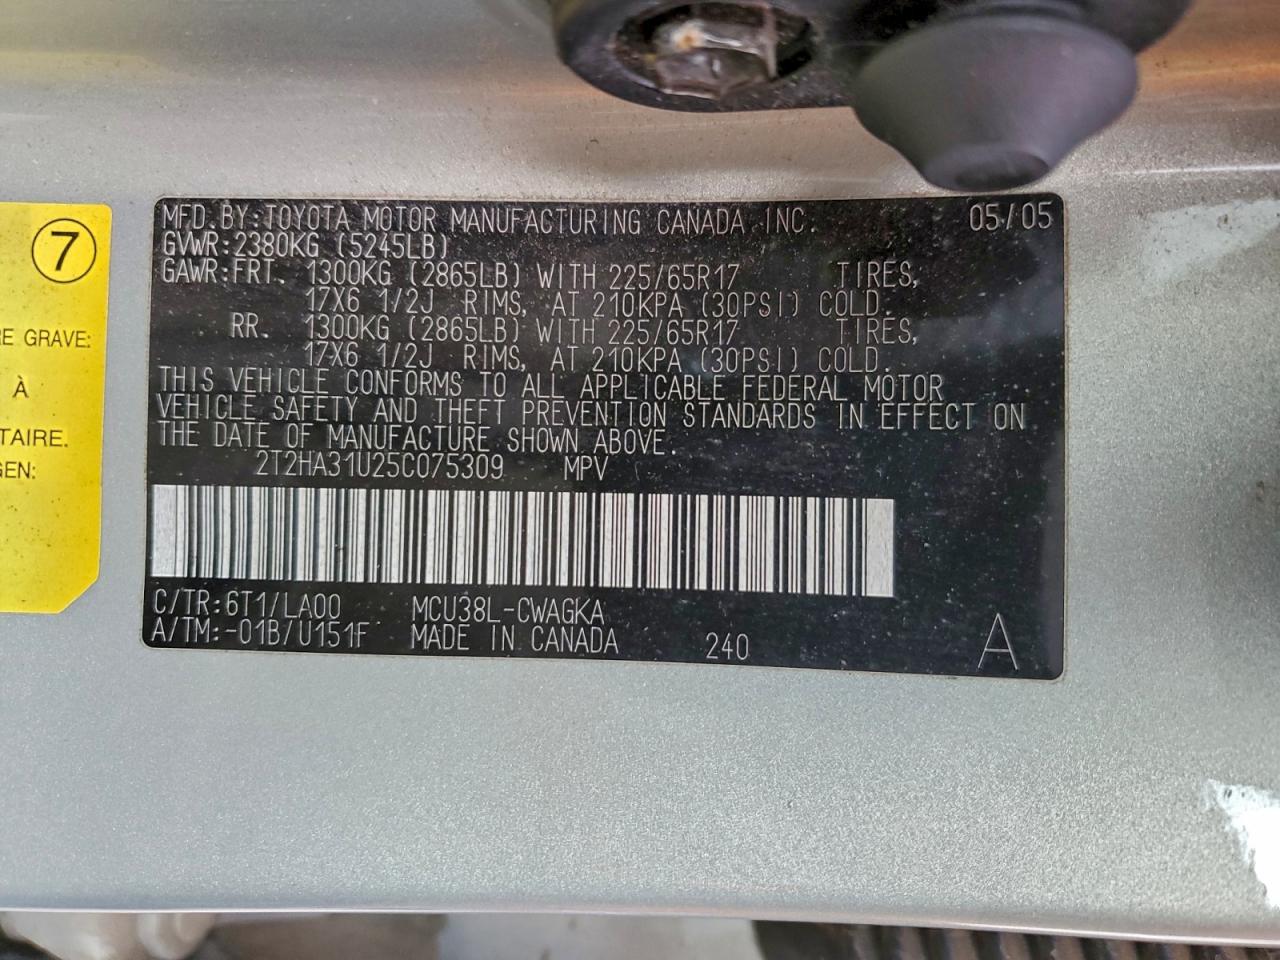 7
RE GRAVE:
À
TAIRE.
GEN:
MFD. BY: TOYOTA MOTOR MANUFACTURING CANADA INC. 05/05
GVWR: 2380KG (5245LB)
GAWR: FRT. 1300KG (2865LB) WITH 225/65R17 TIRES,
17X6 1/2J RIMS, AT 210KPA (30PSI) COLD.
RR. 1300KG (2865LB) WITH 225/65R17 TIRES,
17X6 1/2J RIMS, AT 210KPA (30PSI) COLD.
THIS VEHICLE CONFORMS TO ALL APPLICABLE FEDERAL MOTOR
VEHICLE SAFETY AND THEFT PREVENTION STANDARDS IN EFFECT ON
THE DATE OF MANUFACTURE SHOWN ABOVE.
2T2HA31U25C075309 MPV
C/TR: 6T1/LA00 MCU38L-CWAGKA
A/TM: -01B/U151F MADE IN CANADA 240 A